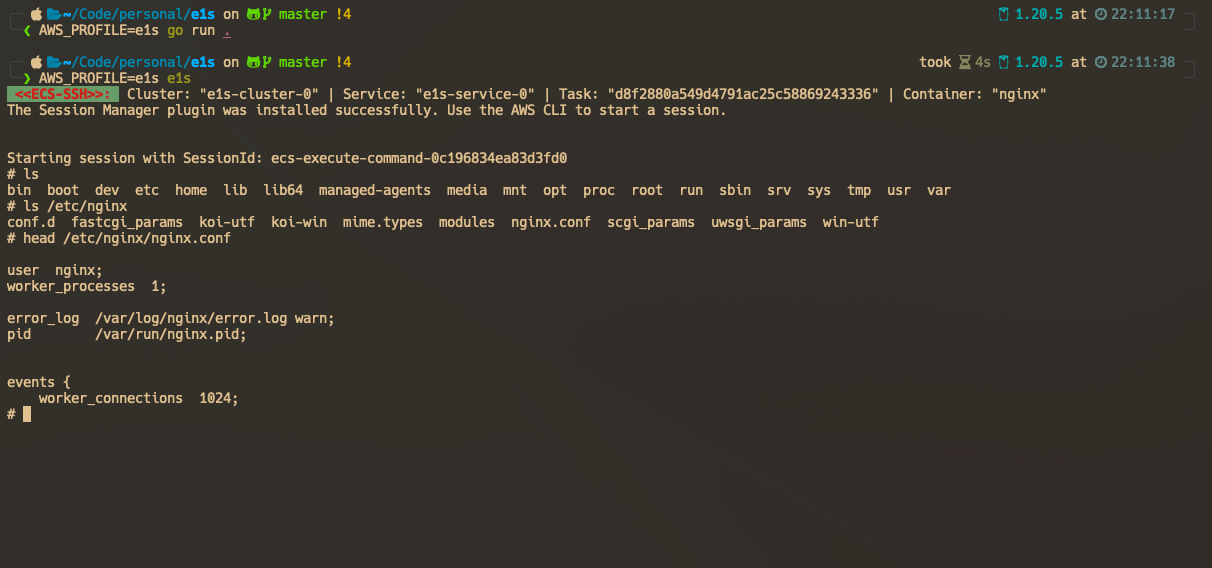 ~/Code/personal/e1s on master !4 1.20.5 at 22:11:17
❮ AWS_PROFILE=e1s go run .
~/Code/personal/e1s on master !4 took 4s 1.20.5 at 22:11:38
❯ AWS_PROFILE=e1s e1s
<<ECS-SSH>>: Cluster: "e1s-cluster-0" | Service: "e1s-service-0" | Task: "d8f2880a549d4791ac25c58869243336" | Container: "nginx"
The Session Manager plugin was installed successfully. Use the AWS CLI to start a session.
Starting session with SessionId: ecs-execute-command-0c196834ea83d3fd0
# ls
bin  boot  dev  etc  home  lib  lib64  managed-agents  media  mnt  opt  proc  root  run  sbin  srv  sys  tmp  usr  var
# ls /etc/nginx
conf.d  fastcgi_params  koi-utf  koi-win  mime.types  modules  nginx.conf  scgi_params  uwsgi_params  win-utf
# head /etc/nginx/nginx.conf
user  nginx;
worker_processes  1;
error_log  /var/log/nginx/error.log warn;
pid        /var/run/nginx.pid;
events {
    worker_connections  1024;
#